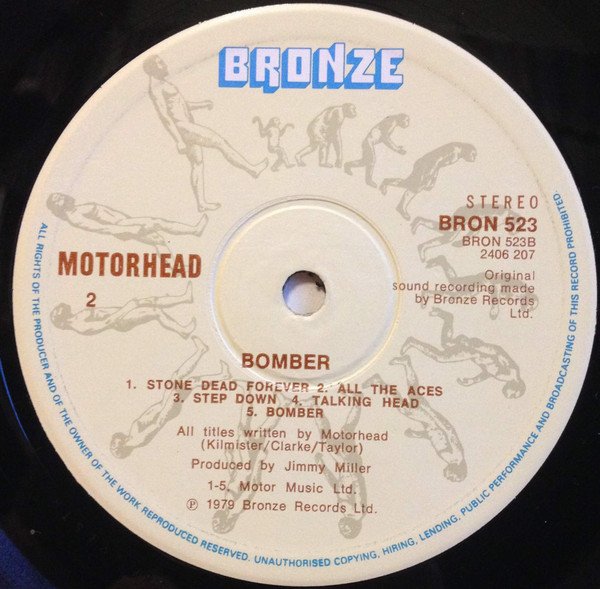 BRONZE
STEREO
BRON 523
BRON 523B
2406 207
Original
sound recording made
by Bronze Records
Ltd.
MOTORHEAD
2
BOMBER
1. STONE DEAD FOREVER 2. ALL THE ACES
3. STEP DOWN 4. TALKING HEAD
5. BOMBER
All titles written by Motorhead
(Kilmister/Clarke/Taylor)
Produced by Jimmy Miller
1-5. Motor Music Ltd.
℗ 1979 Bronze Records Ltd.
ALL RIGHTS OF THE PRODUCER AND OF THE OWNER OF THE WORK REPRODUCED RESERVED. UNAUTHORISED COPYING, HIRING, LENDING, PUBLIC PERFORMANCE AND BROADCASTING OF THIS RECORD PROHIBITED.